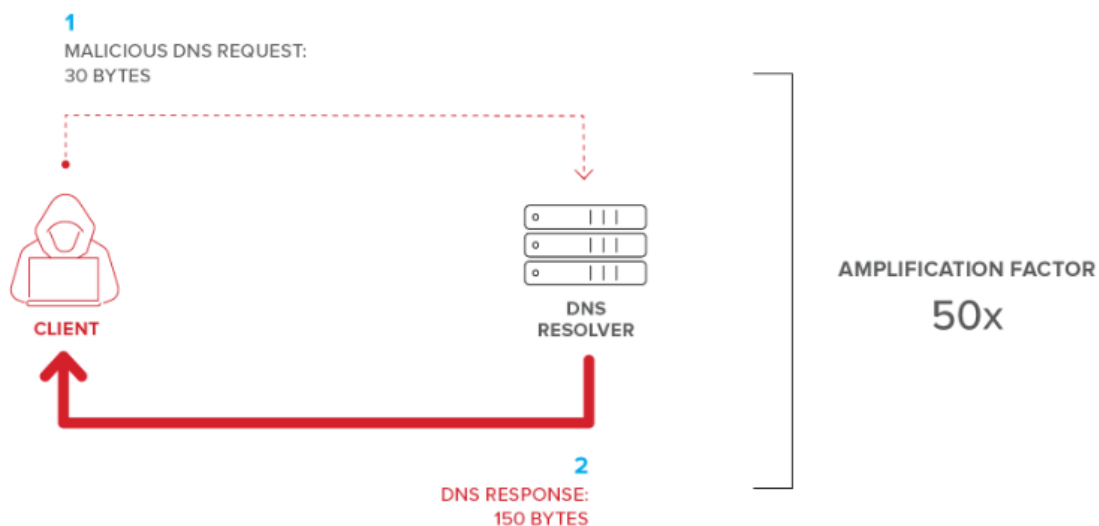 1
MALICIOUS DNS REQUEST:
30 BYTES
CLIENT
DNS
RESOLVER
AMPLIFICATION FACTOR
50x
2
DNS RESPONSE:
150 BYTES